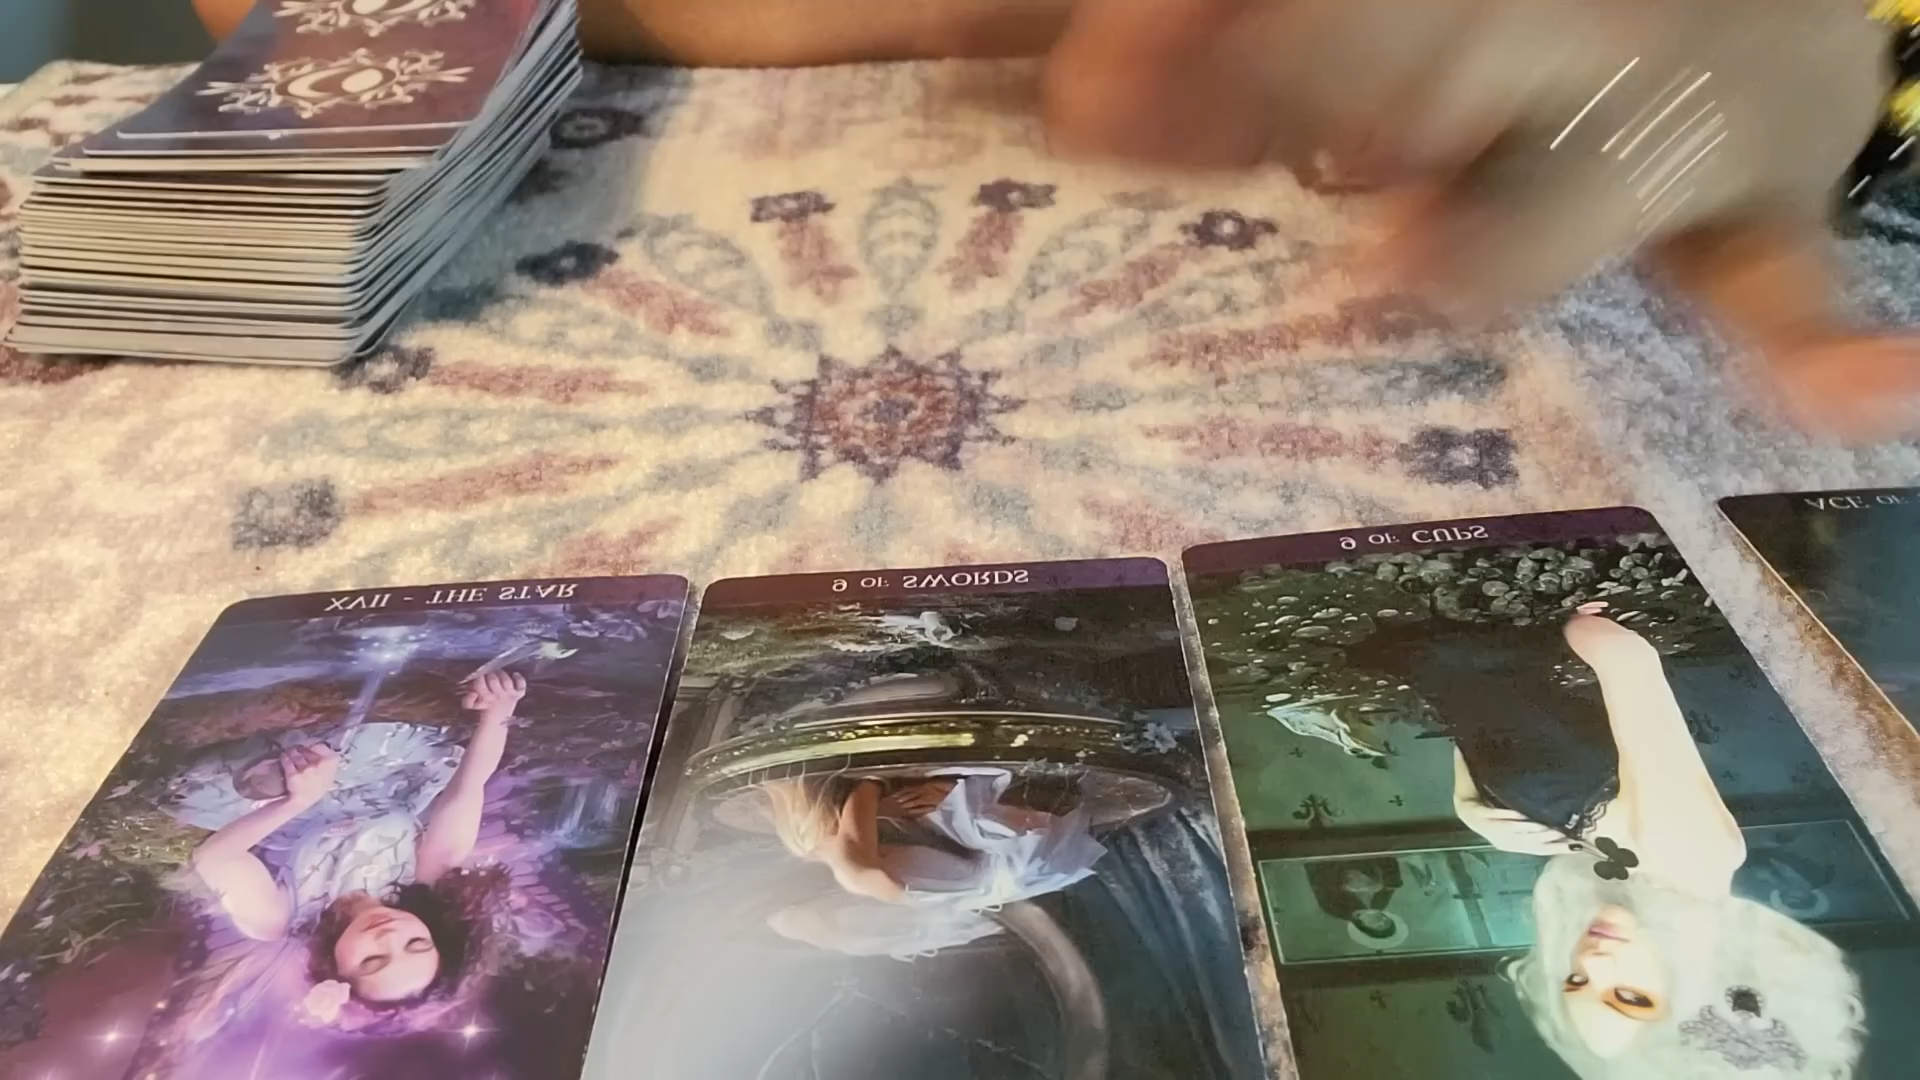 XVII - THE STAR
9 OF SWORDS
9 OF CUPS
ACE OF